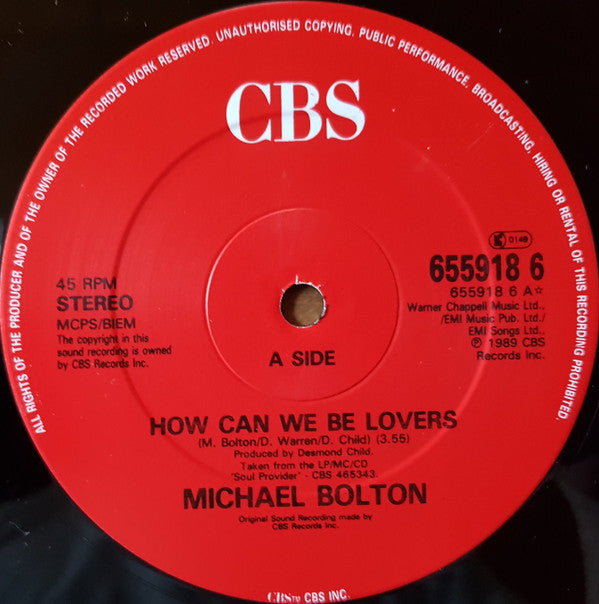 ALL RIGHTS OF THE PRODUCER AND OF THE OWNER OF THE RECORDED WORK RESERVED. UNAUTHORISED COPYING, PUBLIC PERFORMANCE, BROADCASTING, HIRING OR RENTAL OF THIS RECORDING PROHIBITED.
CBS
0149
655918 6
655918 6 A☆
Warner Chappell Music Ltd.,
/EMI Music Pub. Ltd./
EMI Songs Ltd..
℗ 1989 CBS
Records Inc.
45 RPM
STEREO
MCPS/BIEM
The copyright in this
sound recording is owned
by CBS Records Inc.
A SIDE
HOW CAN WE BE LOVERS
(M. Bolton/D. Warren/D. Child) (3.55)
Produced by Desmond Child.
Taken from the LP/MC/CD
'Soul Provider' - CBS 465343.
MICHAEL BOLTON
Original Sound Recording made by
CBS Records Inc.
CBS™ CBS INC.